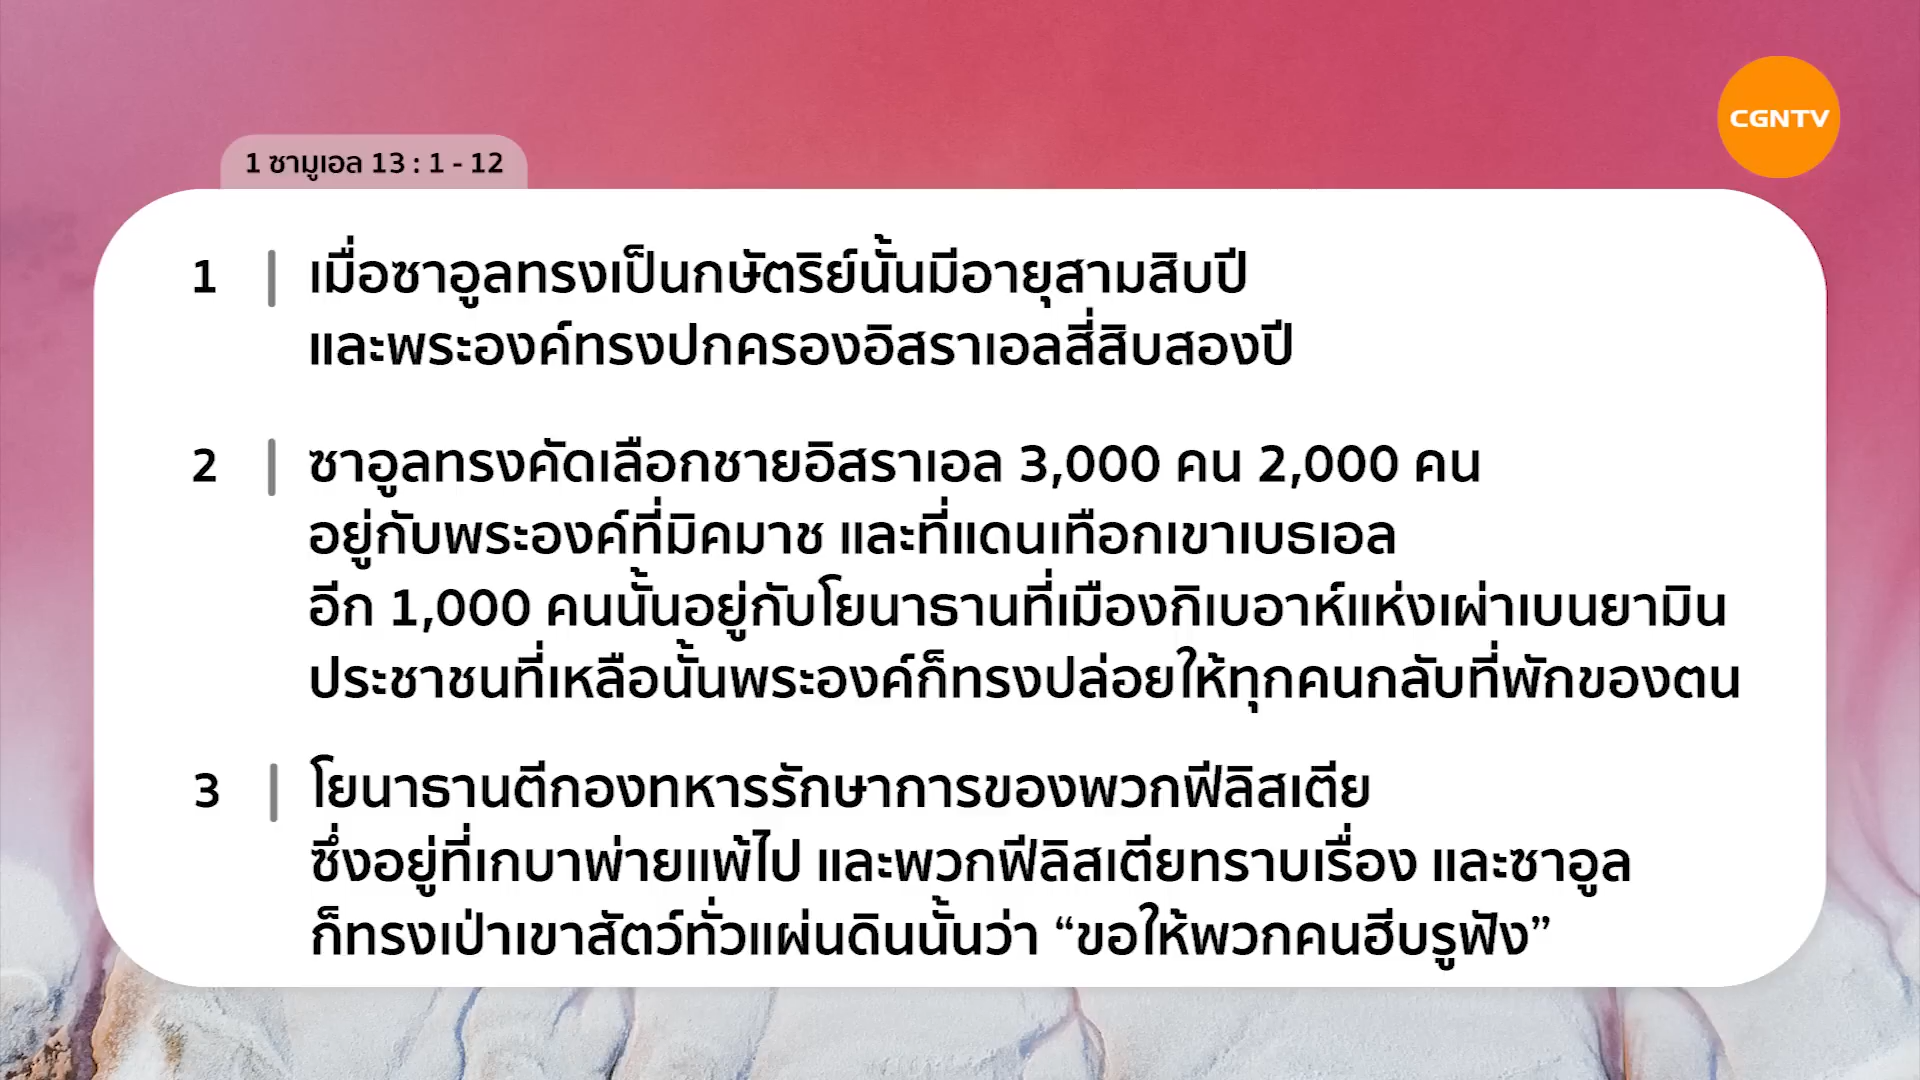 CGNTV
1 ซามูเอล 13 : 1 - 12
1 เมื่อซาอูลทรงเป็นกษัตริย์นั้นมีอายุสามสิบปี
และพระองค์ทรงปกครองอิสราเอลสี่สิบสองปี
2 ซาอูลทรงคัดเลือกชายอิสราเอล 3,000 คน 2,000 คน
อยู่กับพระองค์ที่มิคมาช และที่แดนเทือกเขาเบธเอล
อีก 1,000 คนนั้นอยู่กับโยนาธานที่เมืองกิเบอาห์แห่งเผ่าเบนยามิน
ประชาชนที่เหลือนั้นพระองค์ก็ทรงปล่อยให้ทุกคนกลับที่พักของตน
3 โยนาธานตีกองทหารรักษาการของพวกฟีลิสเตีย
ซึ่งอยู่ที่เกบาพ่ายแพ้ไป และพวกฟีลิสเตียทราบเรื่อง และซาอูล
ก็ทรงเป่าเขาสัตว์ทั่วแผ่นดินนั้นว่า “ขอให้พวกคนฮีบรูฟัง”